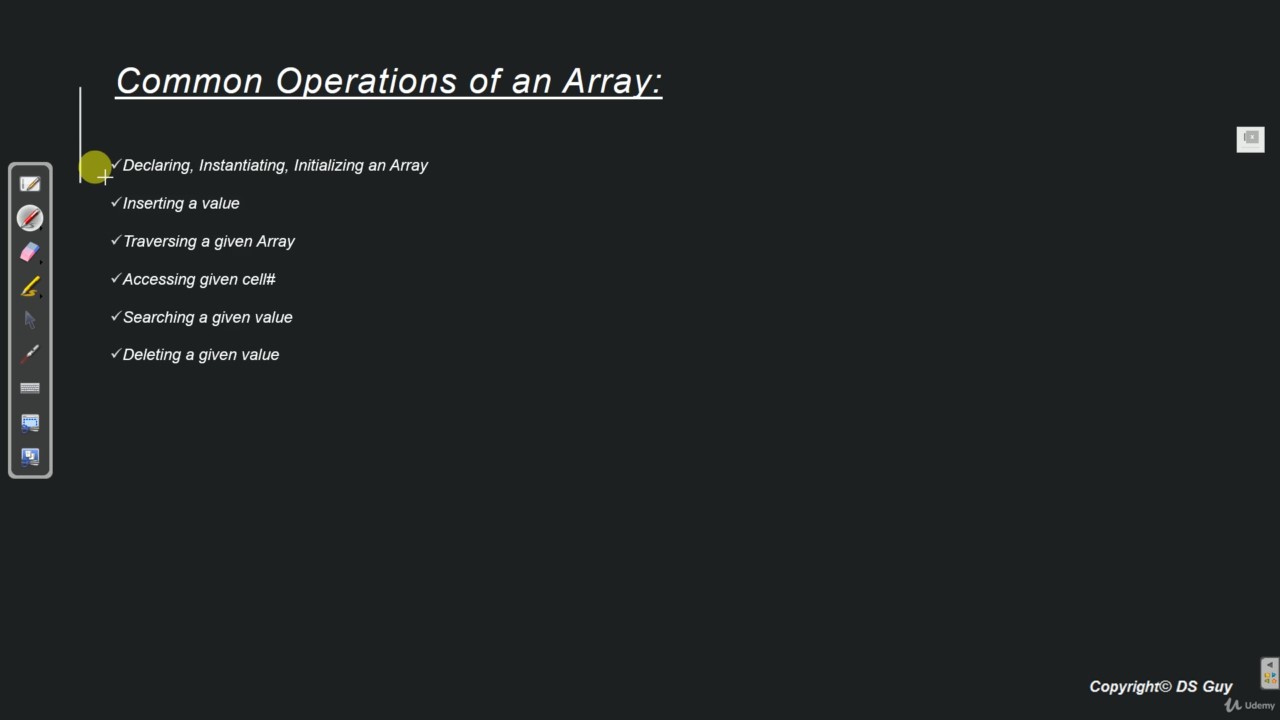 Common Operations of an Array:
✓Declaring, Instantiating, Initializing an Array
✓Inserting a value
✓Traversing a given Array
✓Accessing given cell#
✓Searching a given value
✓Deleting a given value
Copyright© DS Guy
Udemy